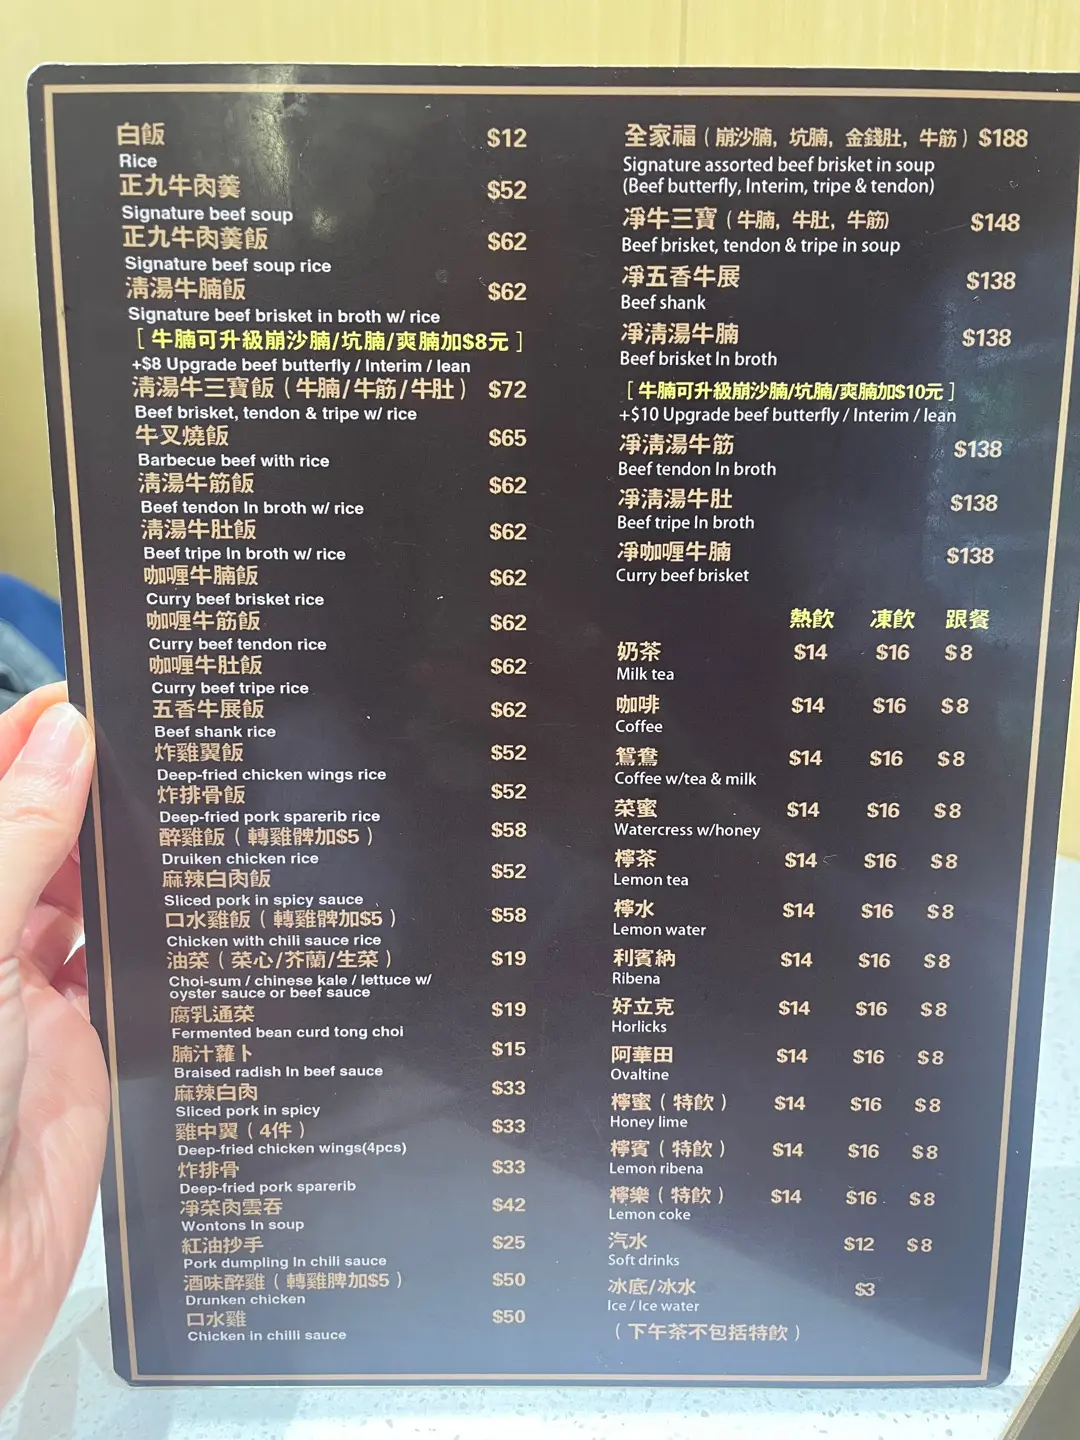 白飯 $12
Rice
正九牛肉羹 $52
Signature beef soup
正九牛肉羹飯 $62
Signature beef soup rice
清湯牛腩飯 $62
Signature beef brisket in broth w/ rice
[ 牛腩可升級崩沙腩/坑腩/爽腩加$8元 ]
+$8 Upgrade beef butterfly / Interim / lean
清湯牛三寶飯 ( 牛腩/牛筋/牛肚 ) $72
Beef brisket, tendon & tripe w/ rice
牛叉燒飯 $65
Barbecue beef with rice
清湯牛筋飯 $62
Beef tendon In broth w/ rice
清湯牛肚飯 $62
Beef tripe In broth w/ rice
咖喱牛腩飯 $62
Curry beef brisket rice
咖喱牛筋飯 $62
Curry beef tendon rice
咖喱牛肚飯 $62
Curry beef tripe rice
五香牛展飯 $62
Beef shank rice
炸雞翼飯 $52
Deep-fried chicken wings rice
炸排骨飯 $52
Deep-fried pork sparerib rice
醉雞飯 ( 轉雞髀加$5 ) $58
Druiken chicken rice
麻辣白肉飯 $52
Sliced pork in spicy sauce
口水雞飯 ( 轉雞髀加$5 ) $58
Chicken with chili sauce rice
油菜 ( 菜心/芥蘭/生菜 ) $19
Choi-sum / chinese kale / lettuce w/
oyster sauce or beef sauce
腐乳通菜 $19
Fermented bean curd tong choi
腩汁蘿卜 $15
Braised radish In beef sauce
麻辣白肉 $33
Sliced pork in spicy
雞中翼 ( 4件 ) $33
Deep-fried chicken wings(4pcs)
炸排骨 $33
Deep-fried pork sparerib
凈菜肉雲吞 $42
Wontons In soup
紅油抄手 $25
Pork dumpling In chili sauce
酒味醉雞 ( 轉雞脾加$5 ) $50
Drunken chicken
口水雞 $50
Chicken in chilli sauce
全家福 ( 崩沙腩, 坑腩, 金錢肚, 牛筋 ) $188
Signature assorted beef brisket in soup
(Beef butterfly, Interim, tripe & tendon)
凈牛三寶 ( 牛腩, 牛肚, 牛筋) $148
Beef brisket, tendon & tripe in soup
凈五香牛展 $138
Beef shank
凈清湯牛腩 $138
Beef brisket In broth
[ 牛腩可升級崩沙腩/坑腩/爽腩加$10元 ]
+$10 Upgrade beef butterfly / Interim / lean
凈清湯牛筋 $138
Beef tendon In broth
凈清湯牛肚 $138
Beef tripe In broth
凈咖喱牛腩 $138
Curry beef brisket
熱飲 凍飲 跟餐
奶茶 $14 $16 $8
Milk tea
咖啡 $14 $16 $8
Coffee
鴛鴦 $14 $16 $8
Coffee w/tea & milk
菜蜜 $14 $16 $8
Watercress w/honey
檸茶 $14 $16 $8
Lemon tea
檸水 $14 $16 $8
Lemon water
利賓納 $14 $16 $8
Ribena
好立克 $14 $16 $8
Horlicks
阿華田 $14 $16 $8
Ovaltine
檸蜜 ( 特飲 ) $14 $16 $8
Honey lime
檸賓 ( 特飲 ) $14 $16 $8
Lemon ribena
檸樂 ( 特飲 ) $14 $16 $8
Lemon coke
汽水 $12 $8
Soft drinks
冰底/冰水 $3
Ice / Ice water
( 下午茶不包括特飲 )